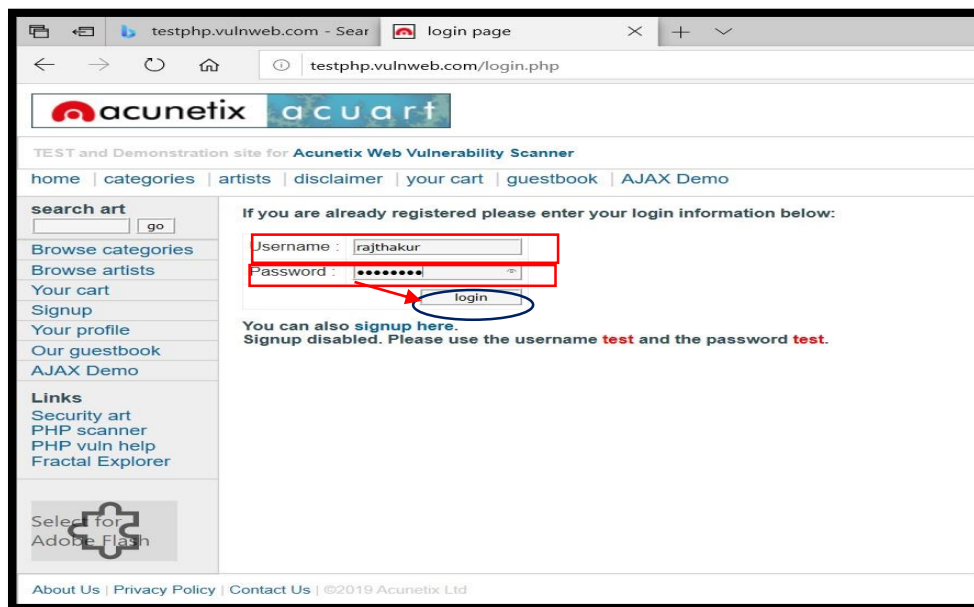 testphp.vulnweb.com - Sear
login page
testphp.vulnweb.com/login.php
acunetix acuart
TEST and Demonstration site for Acunetix Web Vulnerability Scanner
home | categories | artists | disclaimer | your cart | guestbook | AJAX Demo
search art
go
Browse categories
Browse artists
Your cart
Signup
Your profile
Our guestbook
AJAX Demo
Links
Security art
PHP scanner
PHP vuln help
Fractal Explorer
Select for
Adobe Flash
If you are already registered please enter your login information below:
Username : rajthakur
Password : ••••••••
login
You can also signup here.
Signup disabled. Please use the username test and the password test.
About Us | Privacy Policy | Contact Us | ©2019 Acunetix Ltd